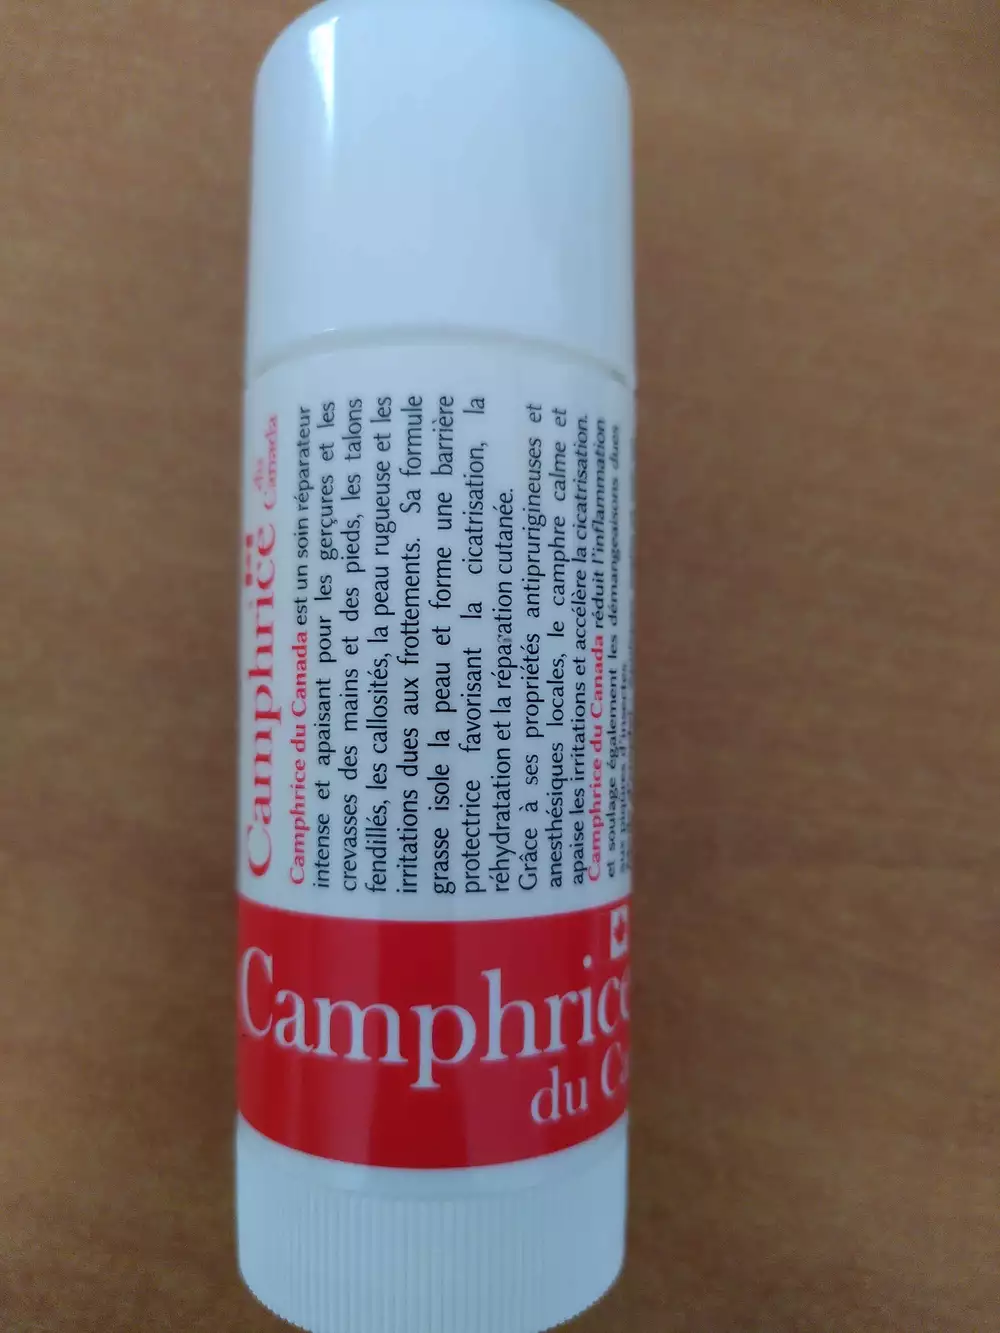 Camphrice
du
Canada
Camphrice du Canada est un soin réparateur
intense et apaisant pour les gerçures et les
crevasses des mains et des pieds, les talons
fendillés, les callosités, la peau rugueuse et les
irritations dues aux frottements. Sa formule
grasse isole la peau et forme une barrière
protectrice favorisant la cicatrisation, la
réhydratation et la réparation cutanée.
Grâce à ses propriétés antiprurigineuses et
anesthésiques locales, le camphre calme et
apaise les irritations et accélère la cicatrisation.
Camphrice du Canada réduit l'inflammation
et soulage également les démangeaisons dues
aux piqûres d'insectes.
Camphrice
du